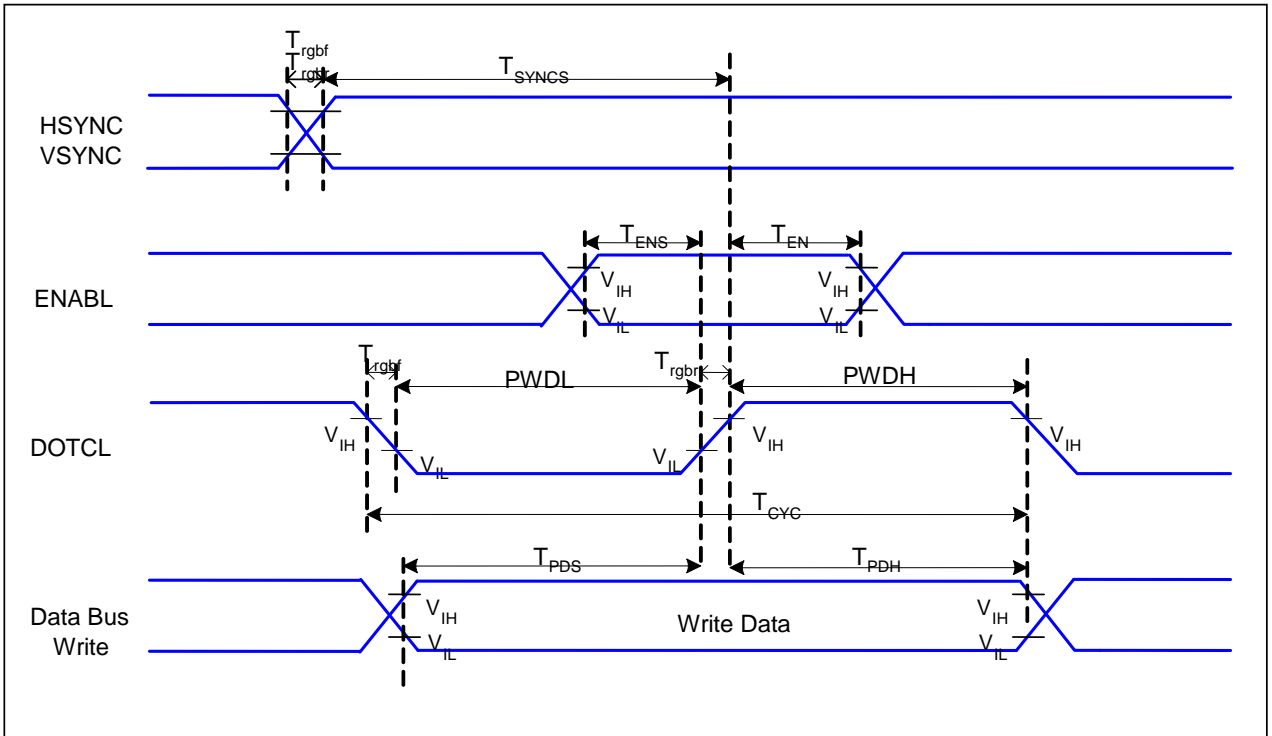 Trgbf
Trgbr
TSYNCS
HSYNC
VSYNC
TENS
TEN
VIH
VIH
ENABL
VIL
VIL
Trgbf
PWDL
Trgbr
PWDH
DOTCL
VIH
VIL
VIL
VIH
VIH
TCYC
TPDS
TPDH
Data Bus
Write
VIH
VIL
Write Data
VIH
VIL